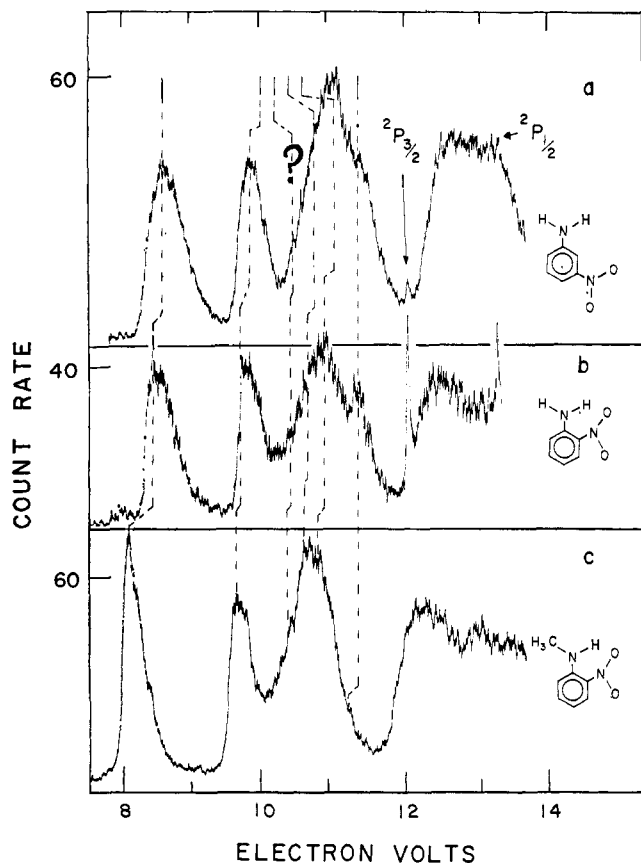 60
a
?
²P₃/₂
²P₁/₂
H
H
N
N
O
O
COUNT RATE
40
b
H
H
N
N
O
O
60
c
H₃C
H
N
N
O
O
8
10
12
14
ELECTRON VOLTS